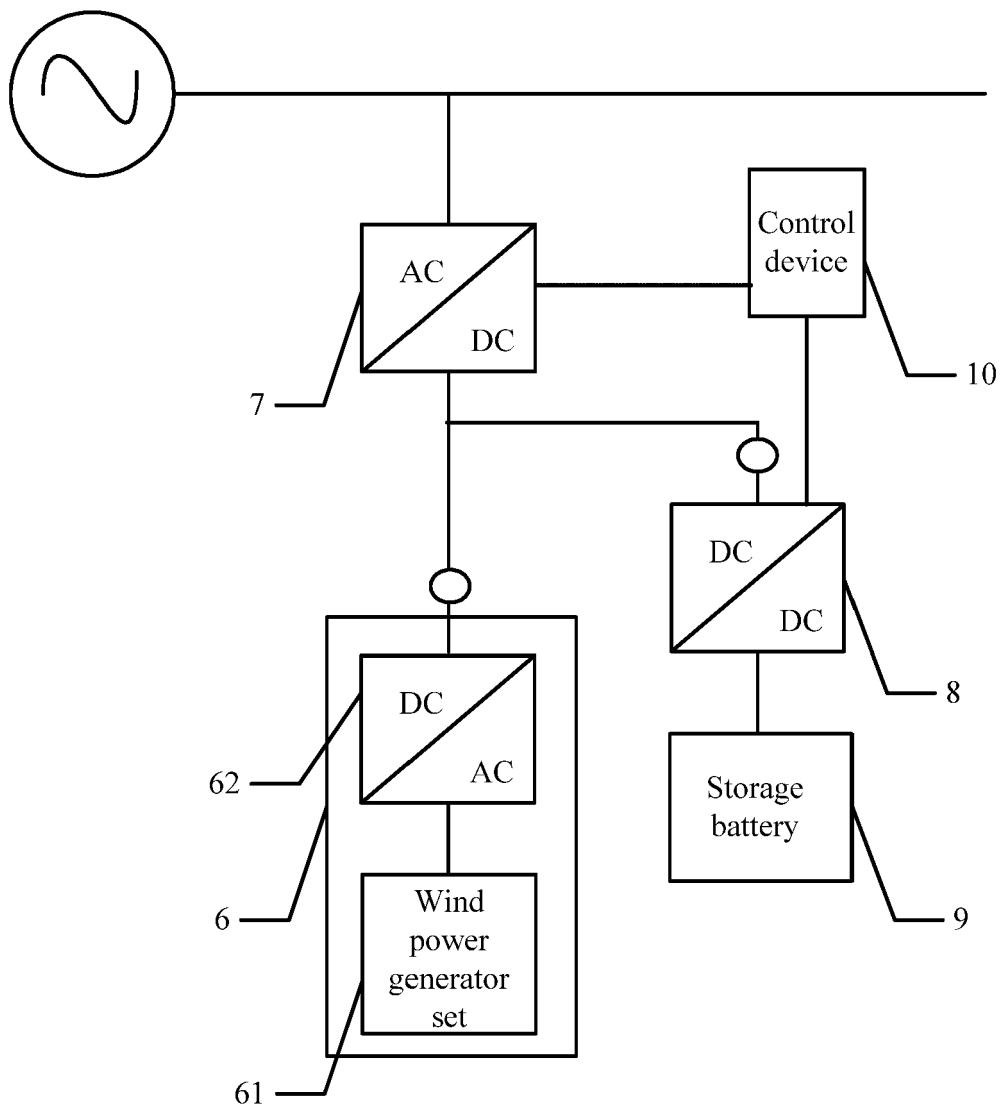 Control
device
AC
DC
10
7
DC
DC
8
DC
AC
62
Storage
battery
Wind
power
generator
set
6
9
61